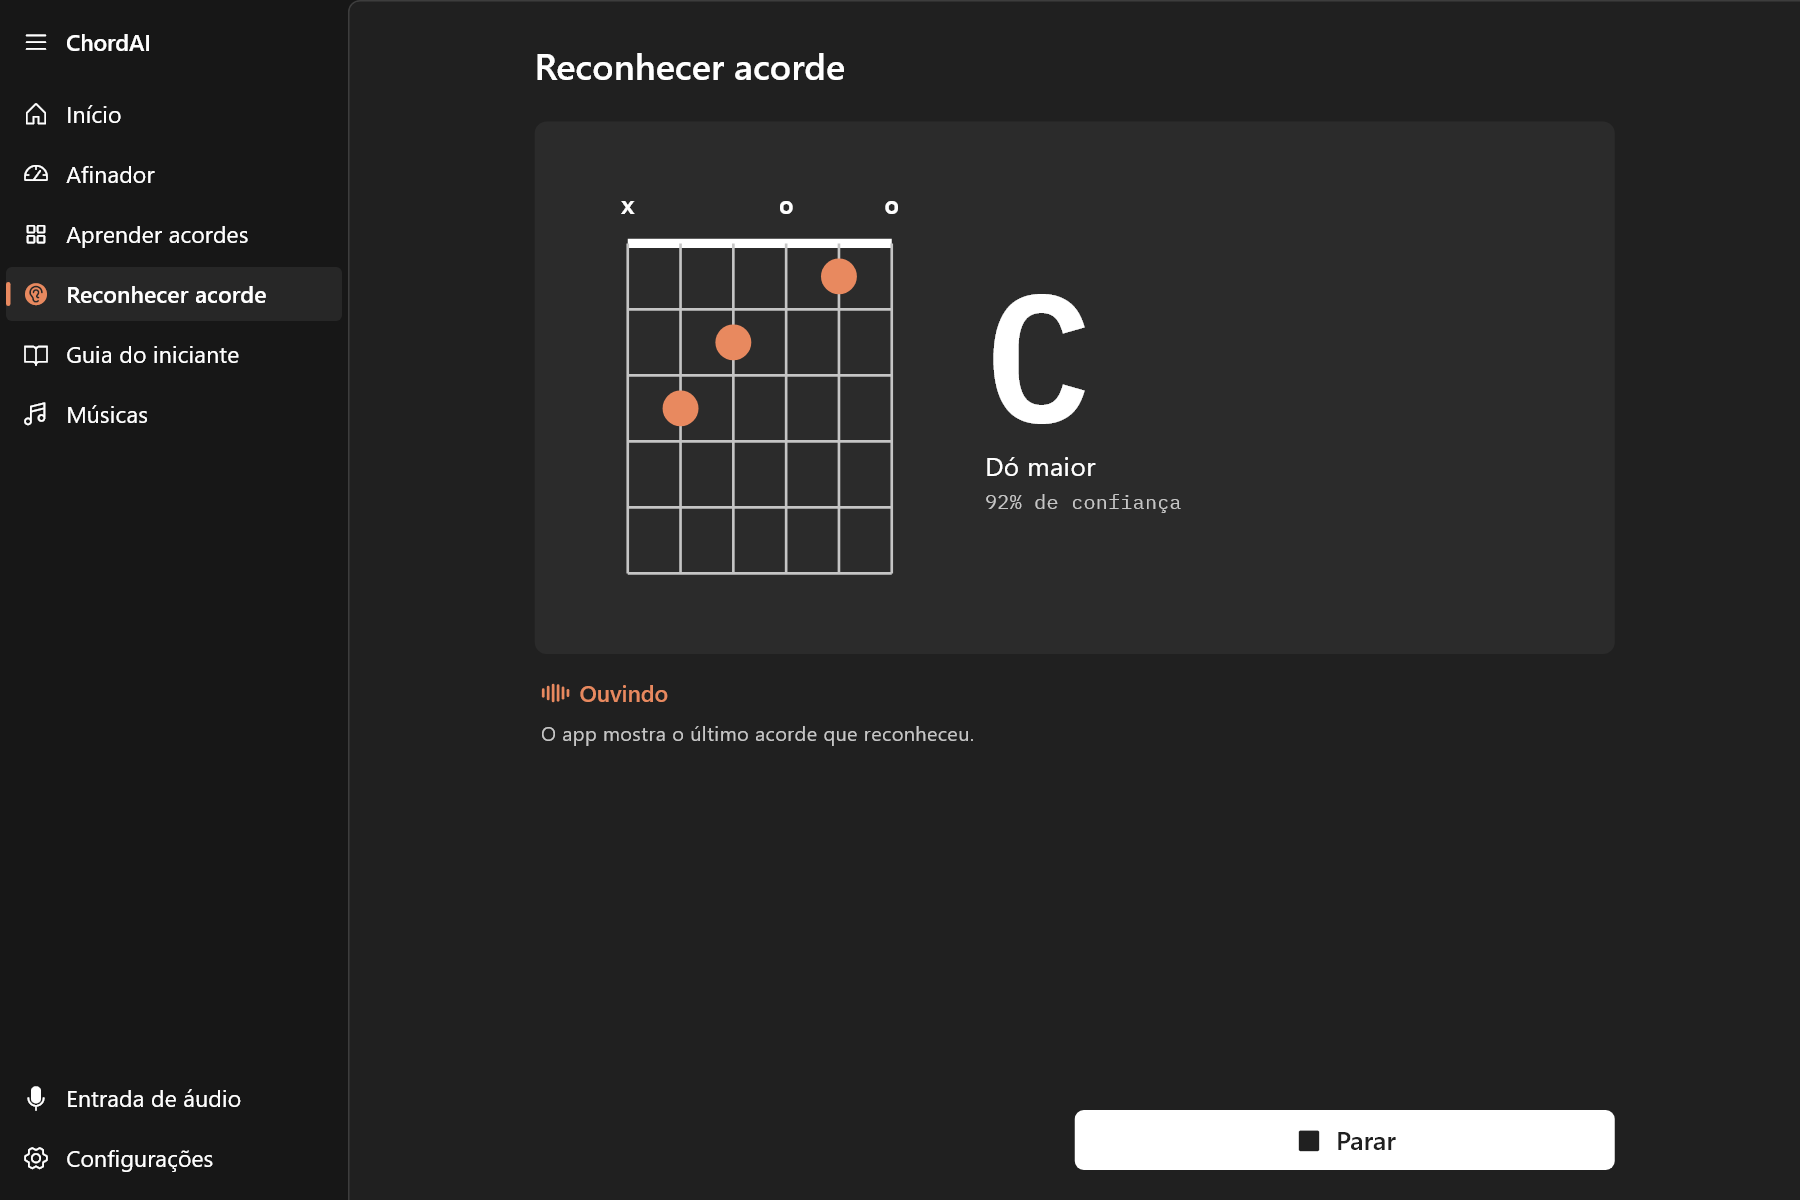 ChordAI
Início
Afinador
Aprender acordes
Reconhecer acorde
Guia do iniciante
Músicas
Entrada de áudio
Configurações
Reconhecer acorde
x o o
C
Dó maior
92% de confiança
Ouvindo
O app mostra o último acorde que reconheceu.
Parar